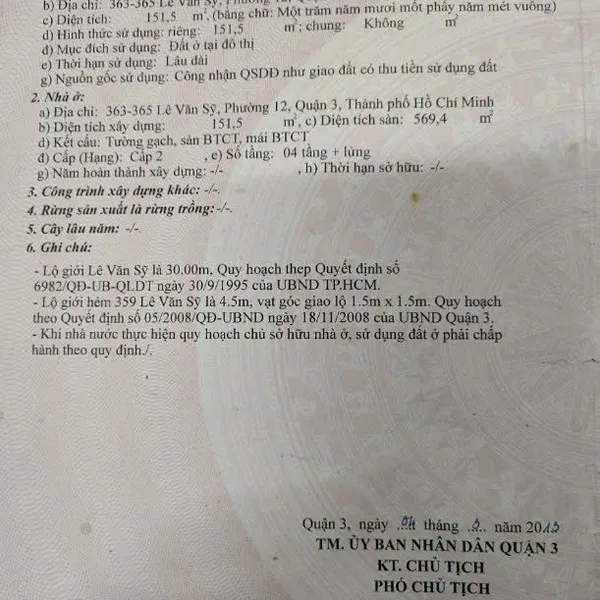 b) Địa chỉ: 363-365 Lê Văn Sỹ, Phường 12,
c) Diện tích: 151,5 m², (bằng chữ: Một trăm năm mươi mốt phẩy năm mét vuông)
d) Hình thức sử dụng: riêng: 151,5 m²; chung: Không m²
đ) Mục đích sử dụng: Đất ở tại đô thị
e) Thời hạn sử dụng: Lâu dài
g) Nguồn gốc sử dụng: Công nhận QSDĐ như giao đất có thu tiền sử dụng đất
2. Nhà ở:
a) Địa chỉ: 363-365 Lê Văn Sỹ, Phường 12, Quận 3, Thành phố Hồ Chí Minh
b) Diện tích xây dựng: 151,5 m², c) Diện tích sàn: 569,4 m²
d) Kết cấu: Tường gạch, sàn BTCT, mái BTCT
đ) Cấp (Hạng): Cấp 2 , e) Số tầng: 04 tầng + lửng
g) Năm hoàn thành xây dựng: -/- , h) Thời hạn sở hữu: -/-
3. Công trình xây dựng khác: -/-.
4. Rừng sản xuất là rừng trồng: -/-.
5. Cây lâu năm: -/-
6. Ghi chú:
- Lộ giới Lê Văn Sỹ là 30.00m, Quy hoạch thep Quyết định số
6982/QĐ-UB-QLDT ngày 30/9/1995 của UBND TP.HCM.
- Lộ giới hẻm 359 Lê Văn Sỹ là 4.5m, vạt góc giao lộ 1.5m x 1.5m. Quy hoạch
theo Quyết định số 05/2008/QĐ-UBND ngày 18/11/2008 của UBND Quận 3.
- Khi nhà nước thực hiện quy hoạch chủ sở hữu nhà ở, sử dụng đất ở phải chấp
hành theo quy định./.
Quận 3, ngày tháng năm 20
TM. ỦY BAN NHÂN DÂN QUẬN 3
KT. CHỦ TỊCH
PHÓ CHỦ TỊCH